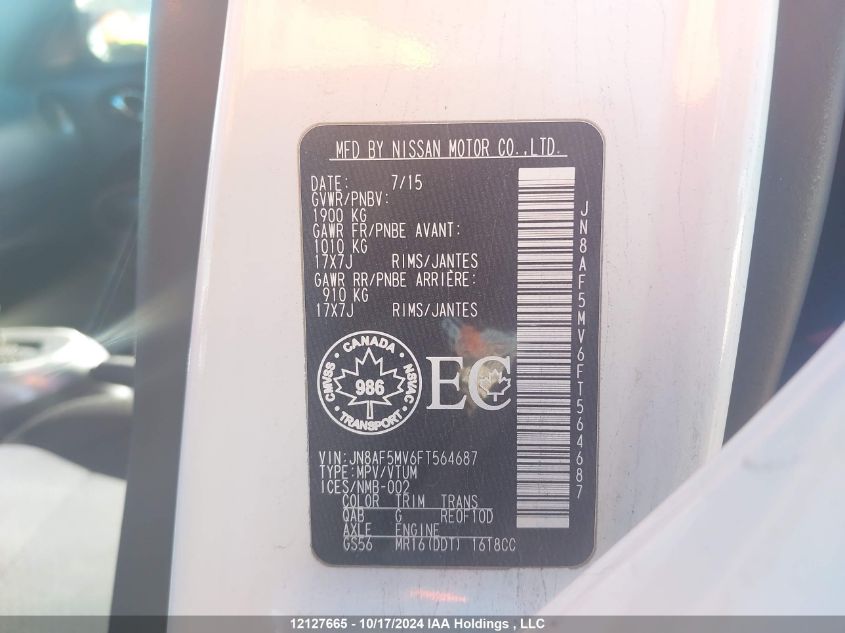 MFD BY NISSAN MOTOR CO.,LTD.
DATE: 7/15
GVWR/PNBV:
1900 KG
GAWR FR/PNBE AVANT:
1010 KG
17X7J RIMS/JANTES
GAWR RR/PNBE ARRIÈRE:
910 KG
17X7J RIMS/JANTES
CANADA
CMVSS 986 NSVAC
TRANSPORT
EC
VIN:JN8AF5MV6FT564687
TYPE:MPV/VTUM
ICES/NMB-002
COLOR TRIM TRANS
QAB G RE0F10D
AXLE ENGINE
GS56 MR16(DDT) 1618CC
JN8AF5MV6FT564687
12127665 - 10/17/2024 IAA Holdings , LLC